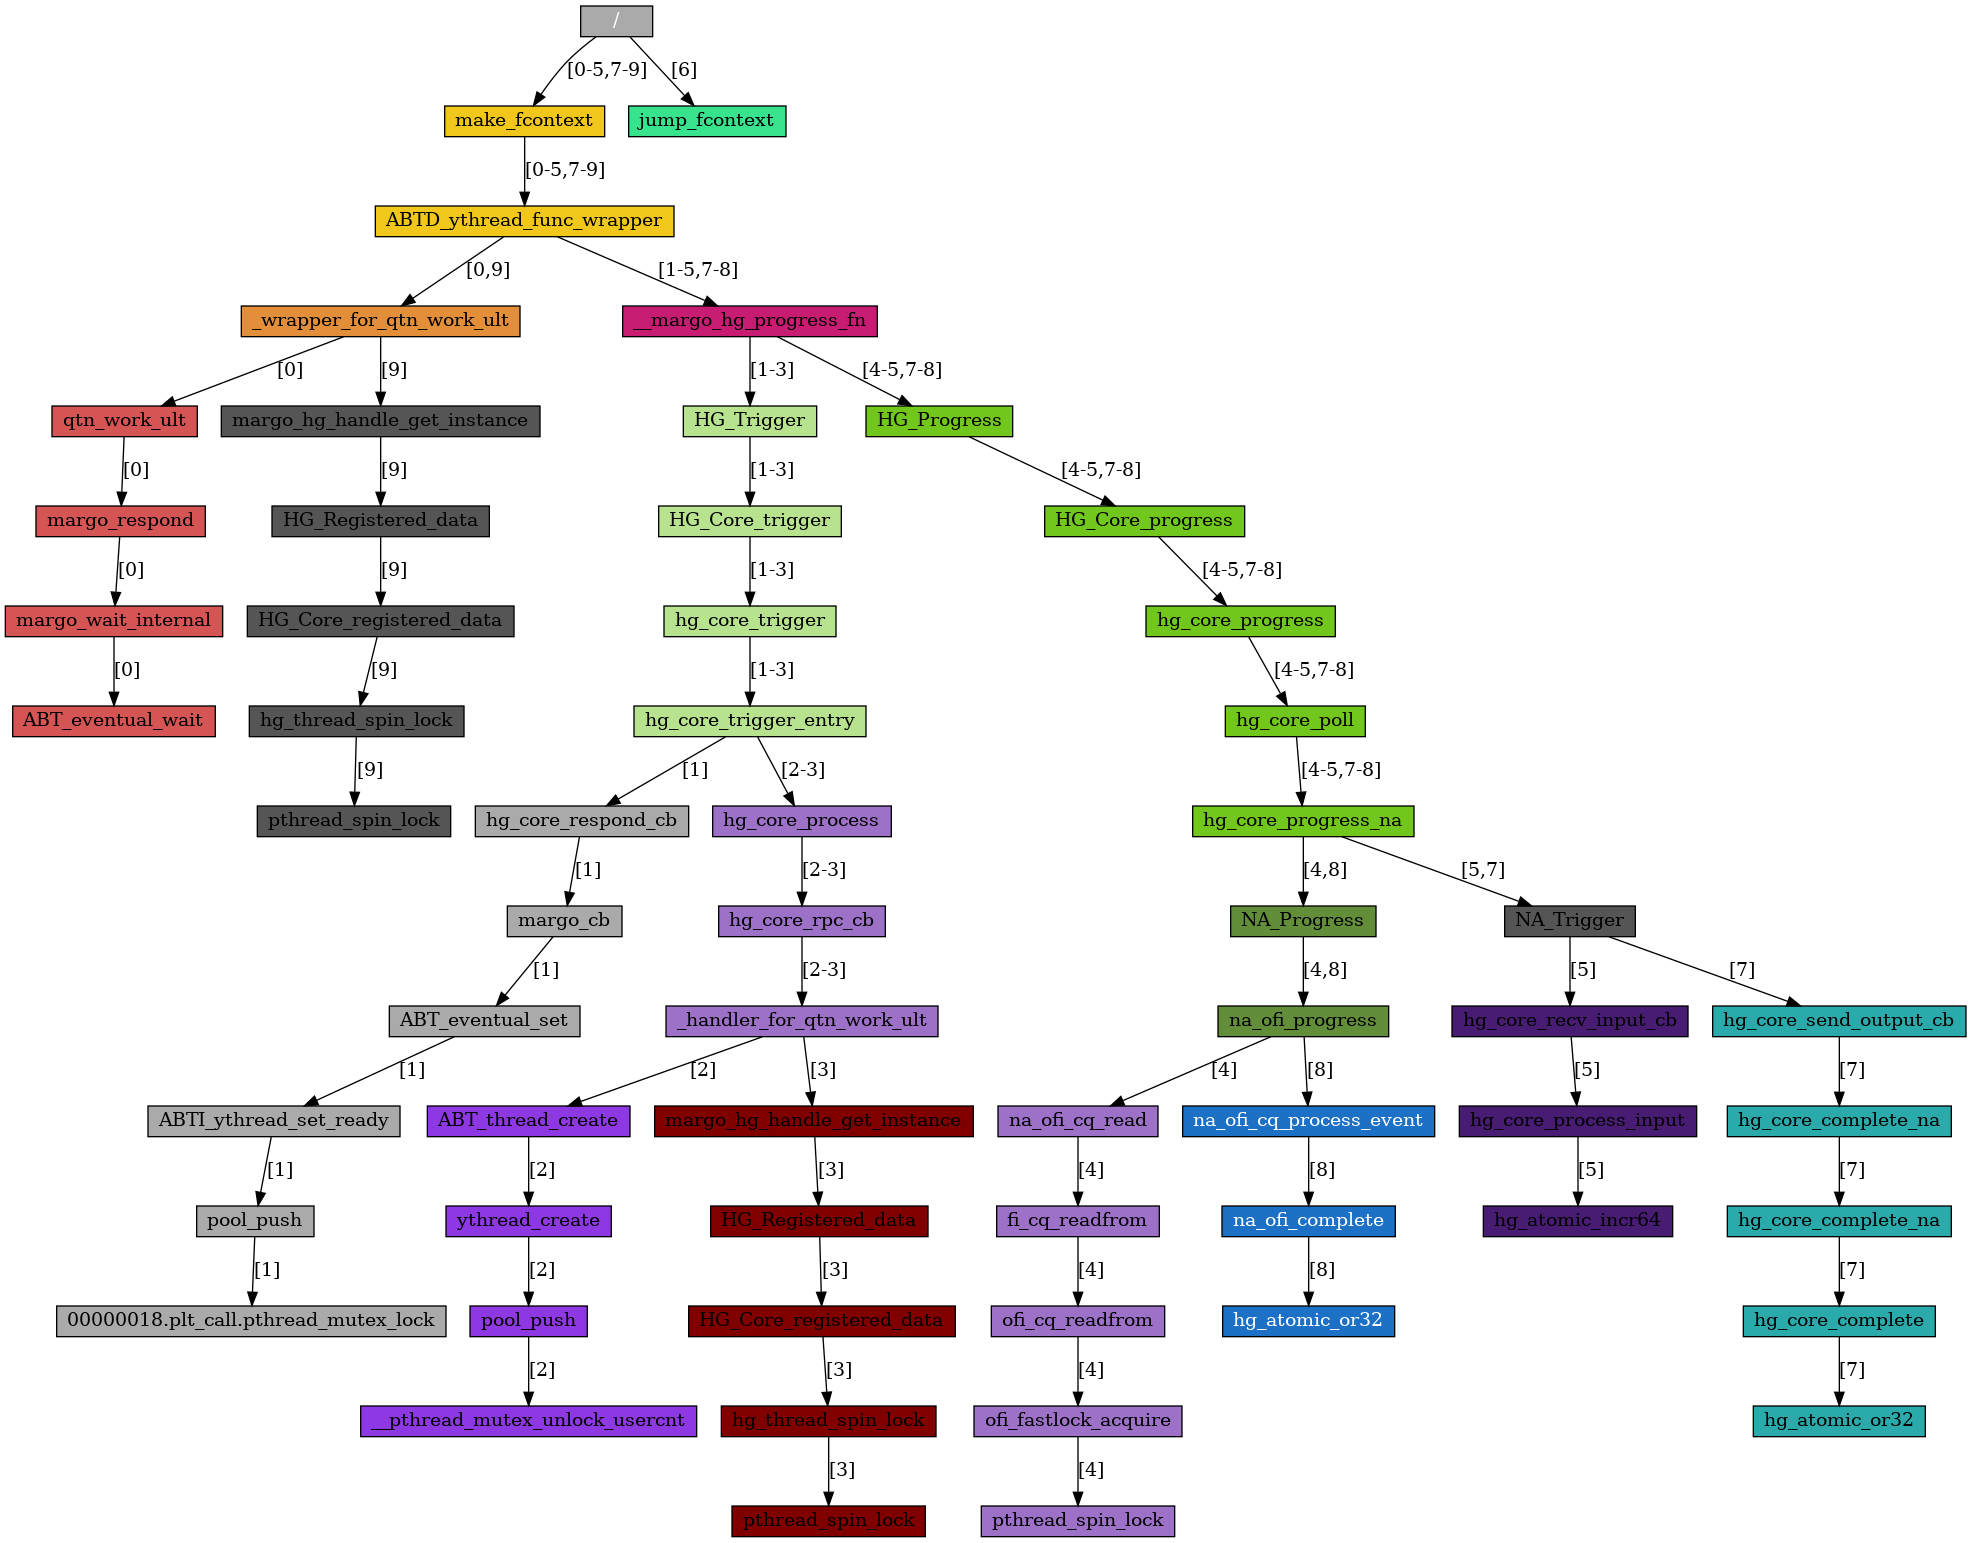 /
[0-5,7-9]
[6]
make_fcontext
jump_fcontext
[0-5,7-9]
ABTD_ythread_func_wrapper
[0,9]
[1-5,7-8]
_wrapper_for_qtn_work_ult
__margo_hg_progress_fn
[0]
[9]
[1-3]
[4-5,7-8]
qtn_work_ult
margo_hg_handle_get_instance
HG_Trigger
HG_Progress
[0]
[9]
[1-3]
[4-5,7-8]
margo_respond
HG_Registered_data
HG_Core_trigger
HG_Core_progress
[0]
[9]
[1-3]
[4-5,7-8]
margo_wait_internal
HG_Core_registered_data
hg_core_trigger
hg_core_progress
[0]
[9]
[1-3]
[4-5,7-8]
ABT_eventual_wait
hg_thread_spin_lock
hg_core_trigger_entry
hg_core_poll
[9]
[1]
[2-3]
[4-5,7-8]
pthread_spin_lock
hg_core_respond_cb
hg_core_process
hg_core_progress_na
[1]
[2-3]
[4,8]
[5,7]
margo_cb
hg_core_rpc_cb
NA_Progress
NA_Trigger
[1]
[2-3]
[4,8]
[5]
[7]
ABT_eventual_set
_handler_for_qtn_work_ult
na_ofi_progress
hg_core_recv_input_cb
hg_core_send_output_cb
[1]
[2]
[3]
[4]
[8]
[5]
[7]
ABTI_ythread_set_ready
ABT_thread_create
margo_hg_handle_get_instance
na_ofi_cq_read
na_ofi_cq_process_event
hg_core_process_input
hg_core_complete_na
[1]
[2]
[3]
[4]
[8]
[5]
[7]
pool_push
ythread_create
HG_Registered_data
fi_cq_readfrom
na_ofi_complete
hg_atomic_incr64
hg_core_complete_na
[1]
[2]
[3]
[4]
[8]
[7]
00000018.plt_call.pthread_mutex_lock
pool_push
HG_Core_registered_data
ofi_cq_readfrom
hg_atomic_or32
hg_core_complete
[2]
[3]
[4]
[7]
__pthread_mutex_unlock_usercnt
hg_thread_spin_lock
ofi_fastlock_acquire
hg_atomic_or32
[3]
[4]
pthread_spin_lock
pthread_spin_lock